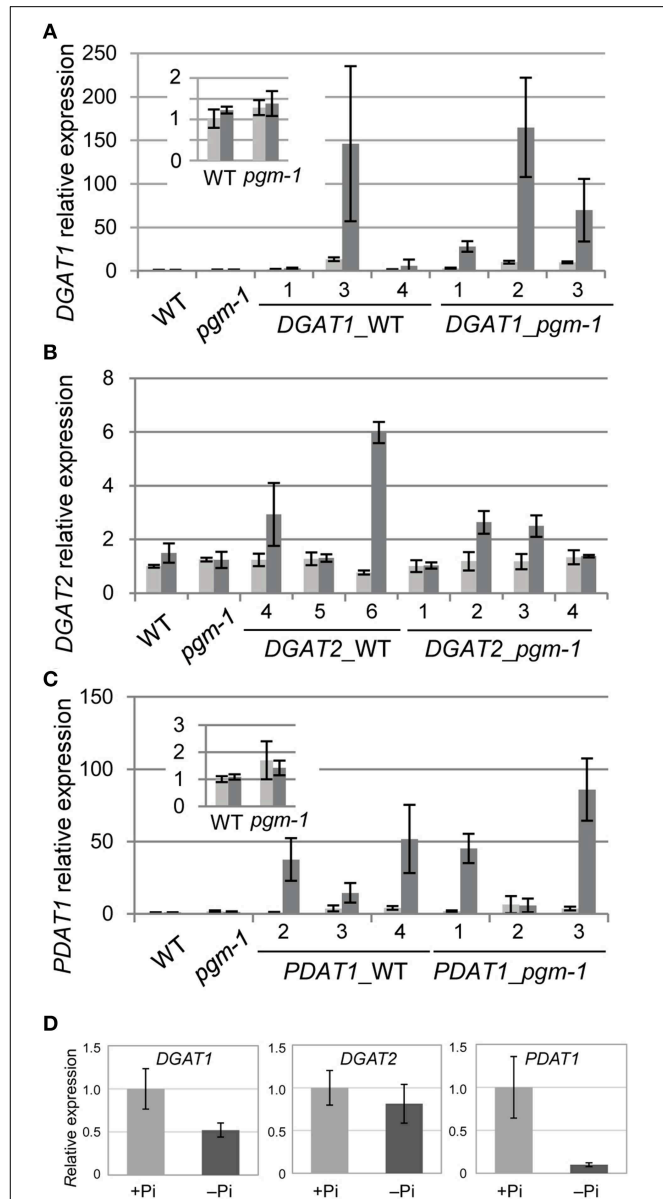 A
DGAT1 relative expression
250
200
150
100
50
0
2
1
0
WT pgm-1
WT pgm-1 1 3 4 1 2 3
DGAT1_WT DGAT1_pgm-1
B
DGAT2 relative expression
8
6
4
2
0
WT pgm-1 4 5 6 1 2 3 4
DGAT2_WT DGAT2_pgm-1
C
PDAT1 relative expression
150
100
50
0
3
2
1
0
WT pgm-1
WT pgm-1 2 3 4 1 2 3
PDAT1_WT PDAT1_pgm-1
D
Relative expression
1.5
1.0
0.5
0
DGAT1
+Pi –Pi
1.5
1.0
0.5
0
DGAT2
+Pi –Pi
1.5
1.0
0.5
0
PDAT1
+Pi –Pi